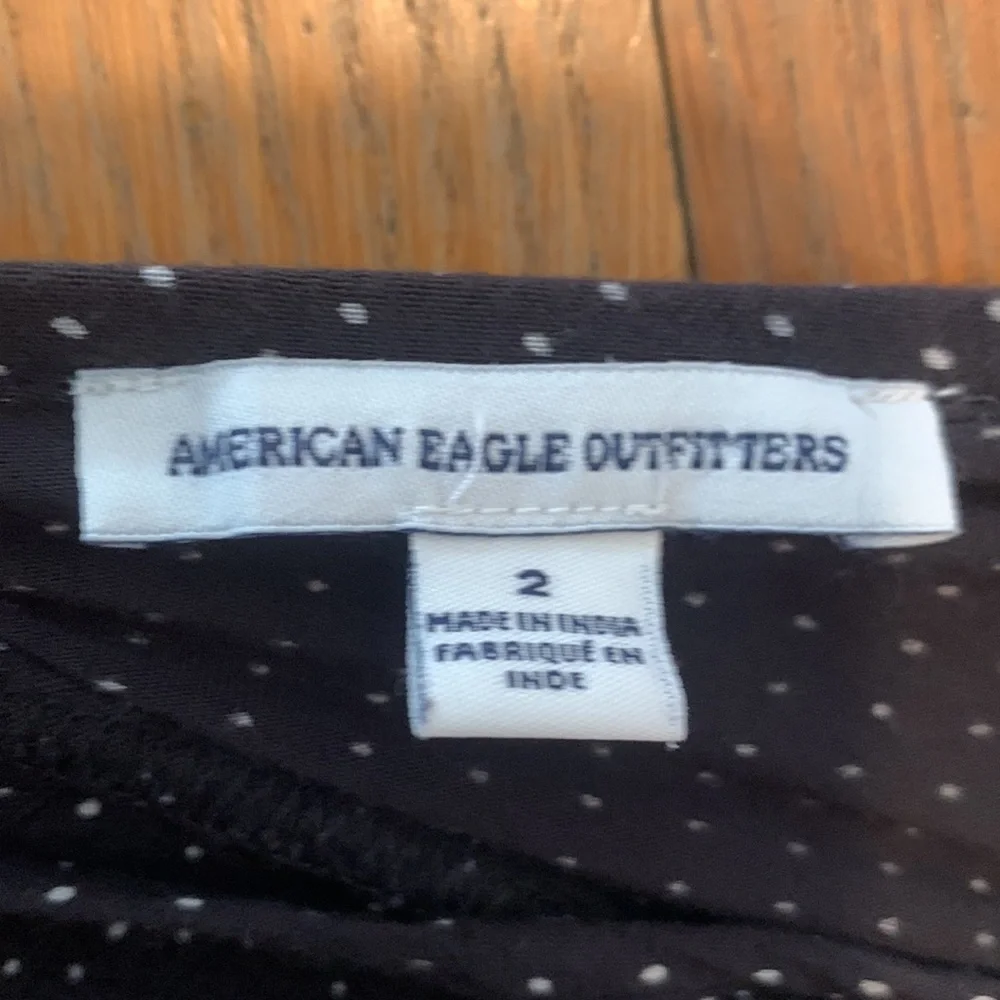 AMERICAN EAGLE OUTFITTERS
2
MADE IN INDIA
FABRIQUÉ EN
INDE